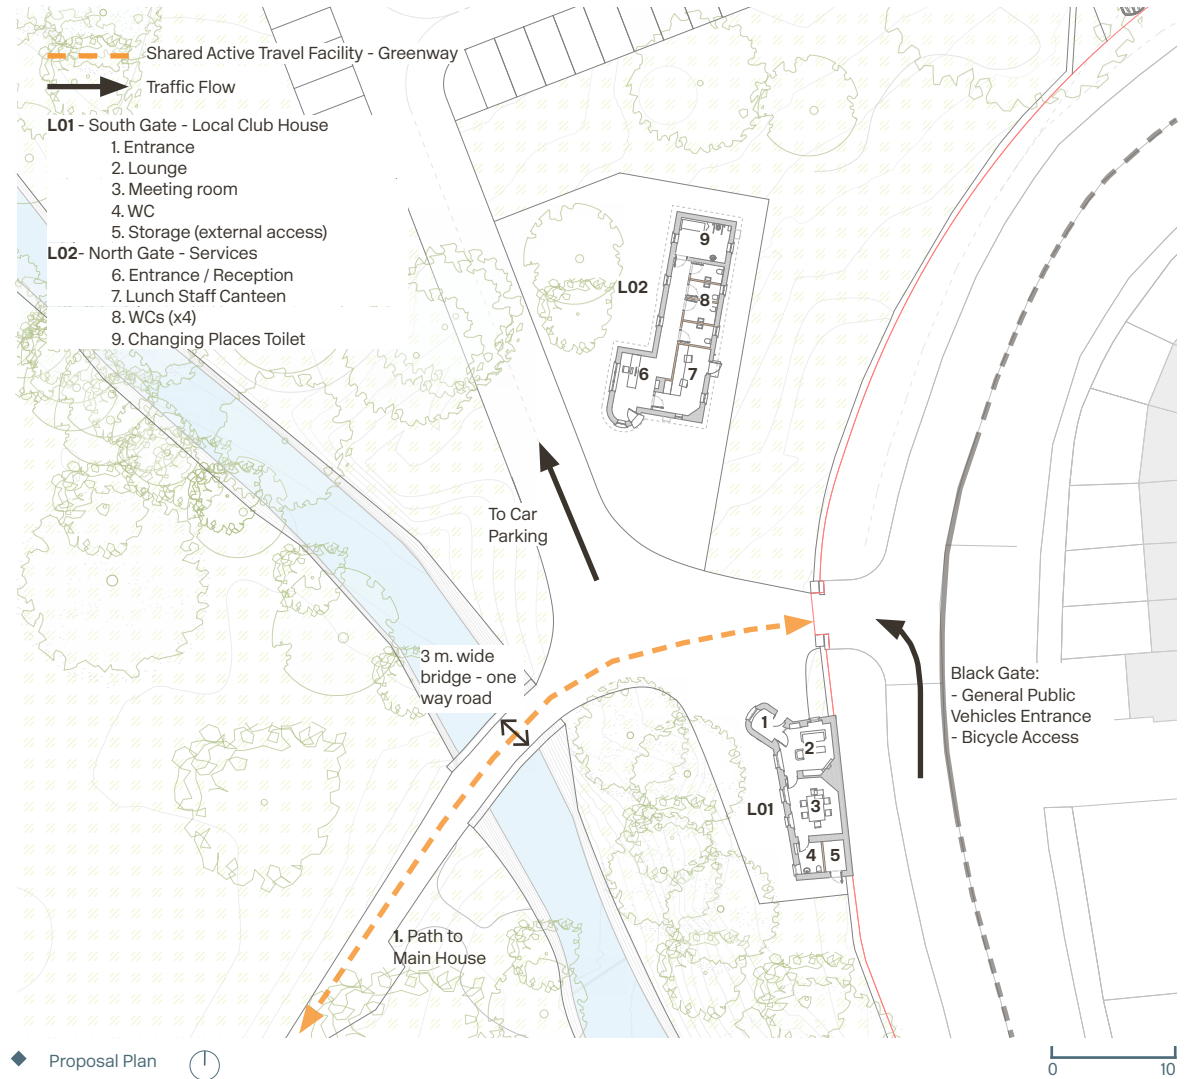 Shared Active Travel Facility - Greenway
Traffic Flow
L01 - South Gate - Local Club House
1. Entrance
2. Lounge
3. Meeting room
4. WC
5. Storage (external access)
L02- North Gate - Services
6. Entrance / Reception
7. Lunch Staff Canteen
8. WCs (x4)
9. Changing Places Toilet
9
L02
8
6
7
To Car
Parking
3 m. wide
bridge - one
way road
Black Gate:
- General Public
Vehicles Entrance
- Bicycle Access
1
2
L01
3
4
5
1. Path to
Main House
Proposal Plan
0
10